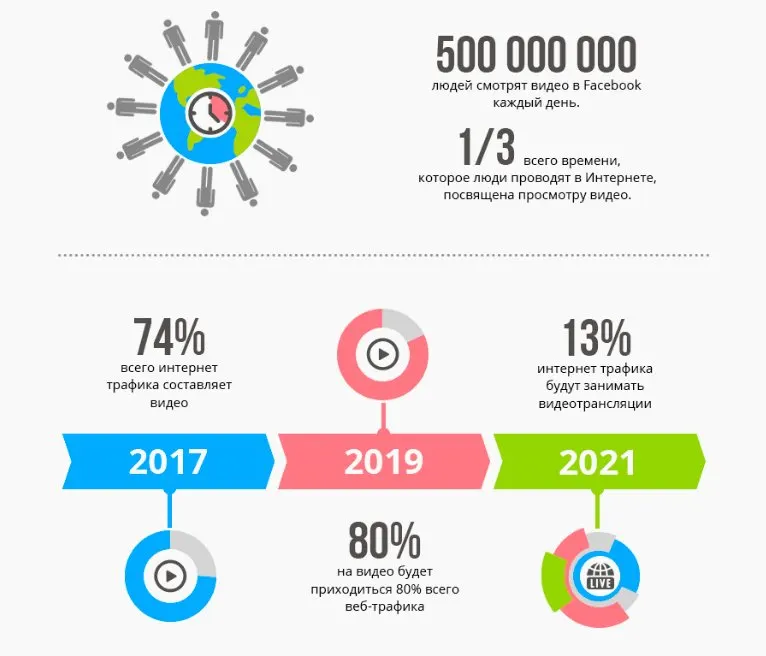 500 000 000
людей смотрят видео в Facebook
каждый день.
1/3 всего времени,
которое люди проводят в Интернете,
посвящена просмотру видео.
74%
всего интернет
трафика составляет
видео
13%
интернет трафика
будут занимать
видеотрансляции
2017
2019
2021
80%
на видео будет
приходиться 80% всего
веб-трафика
LIVE